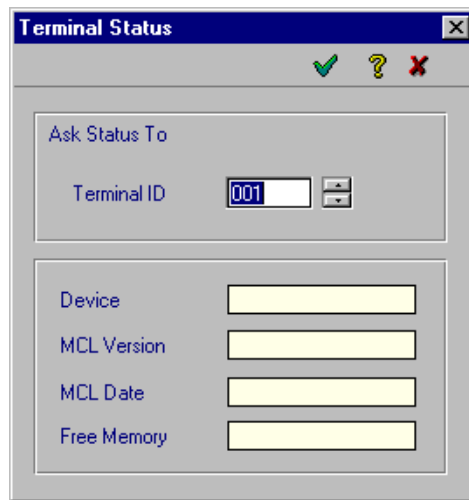 Terminal Status
Ask Status To
Terminal ID 001
Device
MCL Version
MCL Date
Free Memory